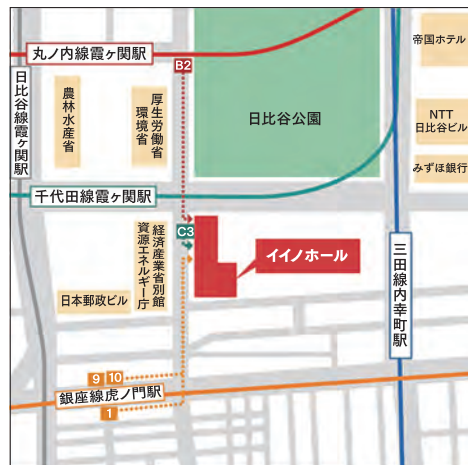 丸ノ内線霞ヶ関駅
B2
帝国ホテル
日比谷線霞ヶ関駅
農林水産省
厚生労働省
環境省
日比谷公園
NTT
日比谷ビル
みずほ銀行
千代田線霞ヶ関駅
C3
経済産業省別館
資源エネルギー庁
イイノホール
三田線内幸町駅
日本郵政ビル
9
10
銀座線虎ノ門駅
1